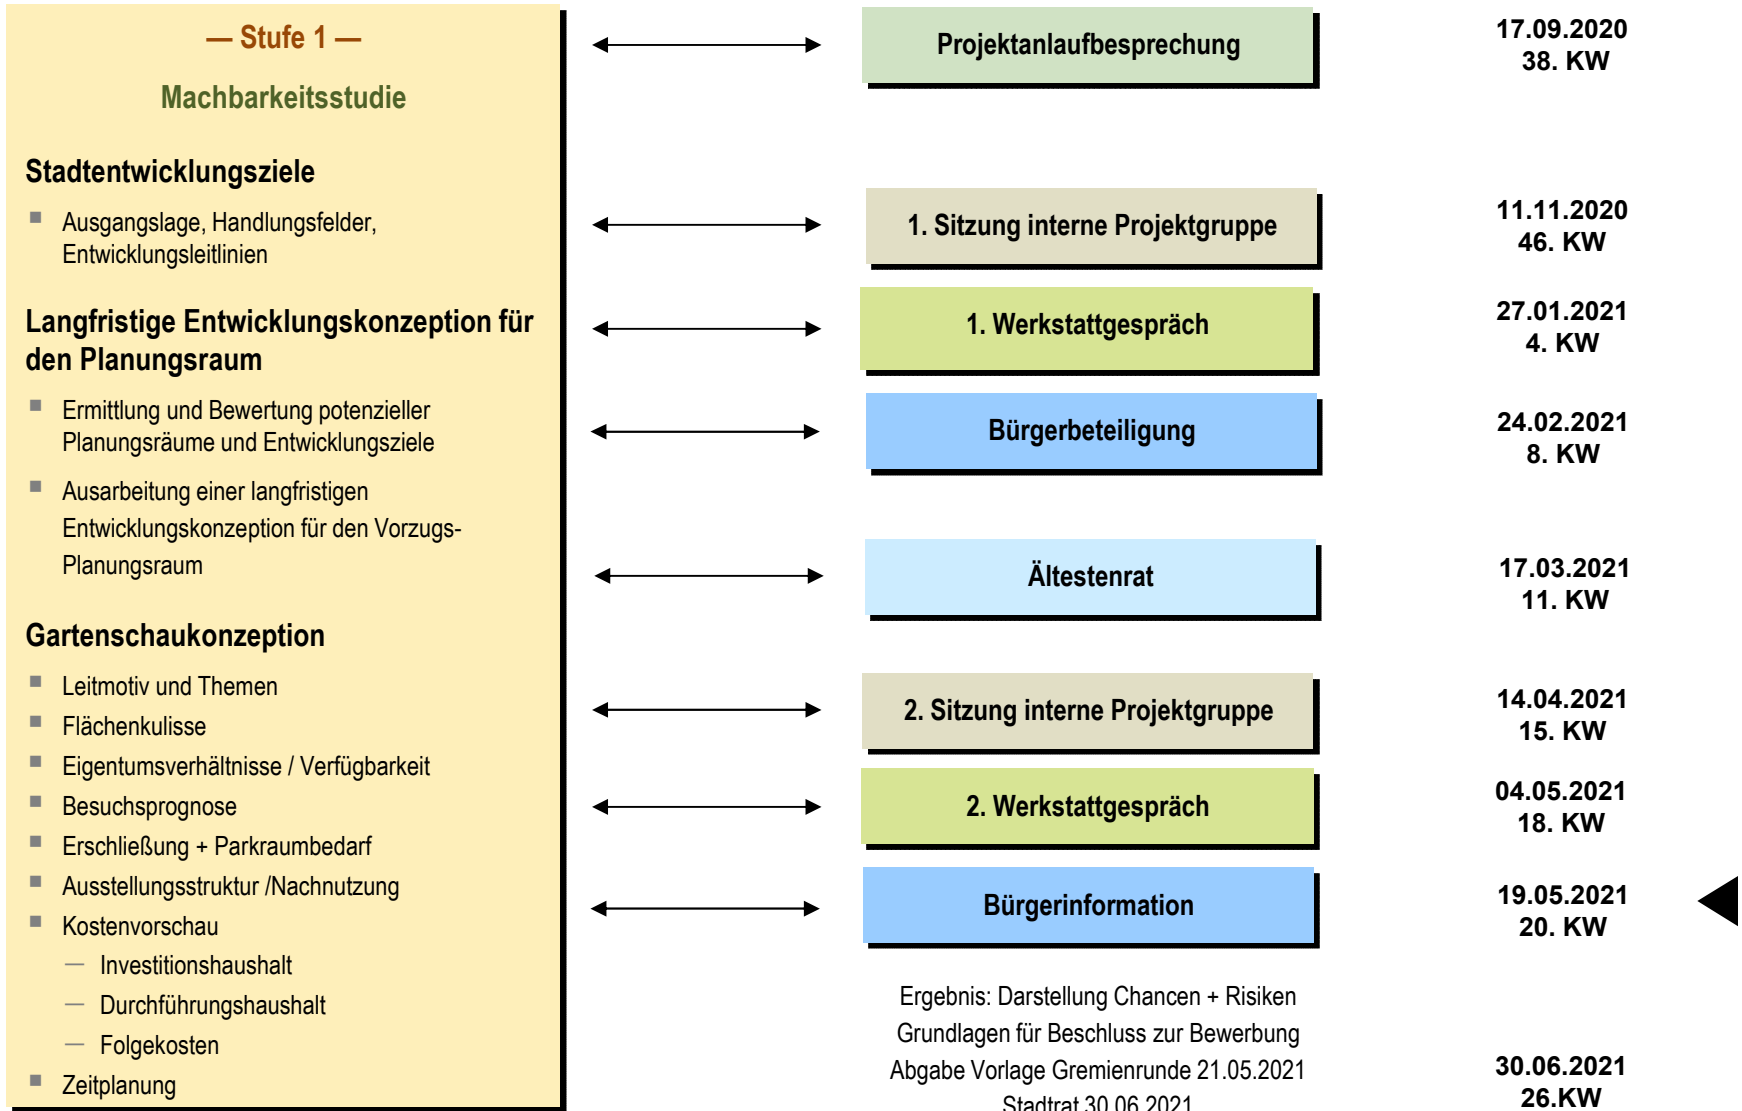 — Stufe 1 —
Machbarkeitsstudie
Stadtentwicklungsziele
Ausgangslage, Handlungsfelder,
Entwicklungsleitlinien
Langfristige Entwicklungskonzeption für
den Planungsraum
Ermittlung und Bewertung potenzieller
Planungsräume und Entwicklungsziele
Ausarbeitung einer langfristigen
Entwicklungskonzeption für den Vorzugs-
Planungsraum
Gartenschaukonzeption
Leitmotiv und Themen
Flächenkulisse
Eigentumsverhältnisse / Verfügbarkeit
Besuchsprognose
Erschließung + Parkraumbedarf
Ausstellungsstruktur /Nachnutzung
Kostenvorschau
— Investitionshaushalt
— Durchführungshaushalt
— Folgekosten
Zeitplanung
Projektanlaufbesprechung
17.09.2020
38. KW
1. Sitzung interne Projektgruppe
11.11.2020
46. KW
1. Werkstattgespräch
27.01.2021
4. KW
Bürgerbeteiligung
24.02.2021
8. KW
Ältestenrat
17.03.2021
11. KW
2. Sitzung interne Projektgruppe
14.04.2021
15. KW
2. Werkstattgespräch
04.05.2021
18. KW
Bürgerinformation
19.05.2021
20. KW
Ergebnis: Darstellung Chancen + Risiken
Grundlagen für Beschluss zur Bewerbung
Abgabe Vorlage Gremienrunde 21.05.2021
Stadtrat 30.06.2021
30.06.2021
26.KW